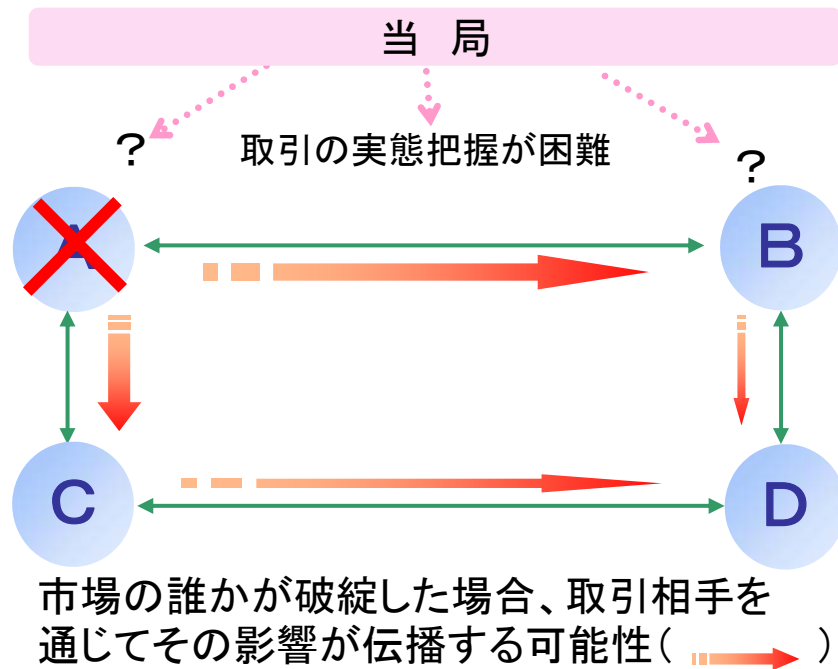 当 局
?
取引の実態把握が困難
?
A
B
C
D
市場の誰かが破綻した場合、取引相手を
通じてその影響が伝播する可能性( )